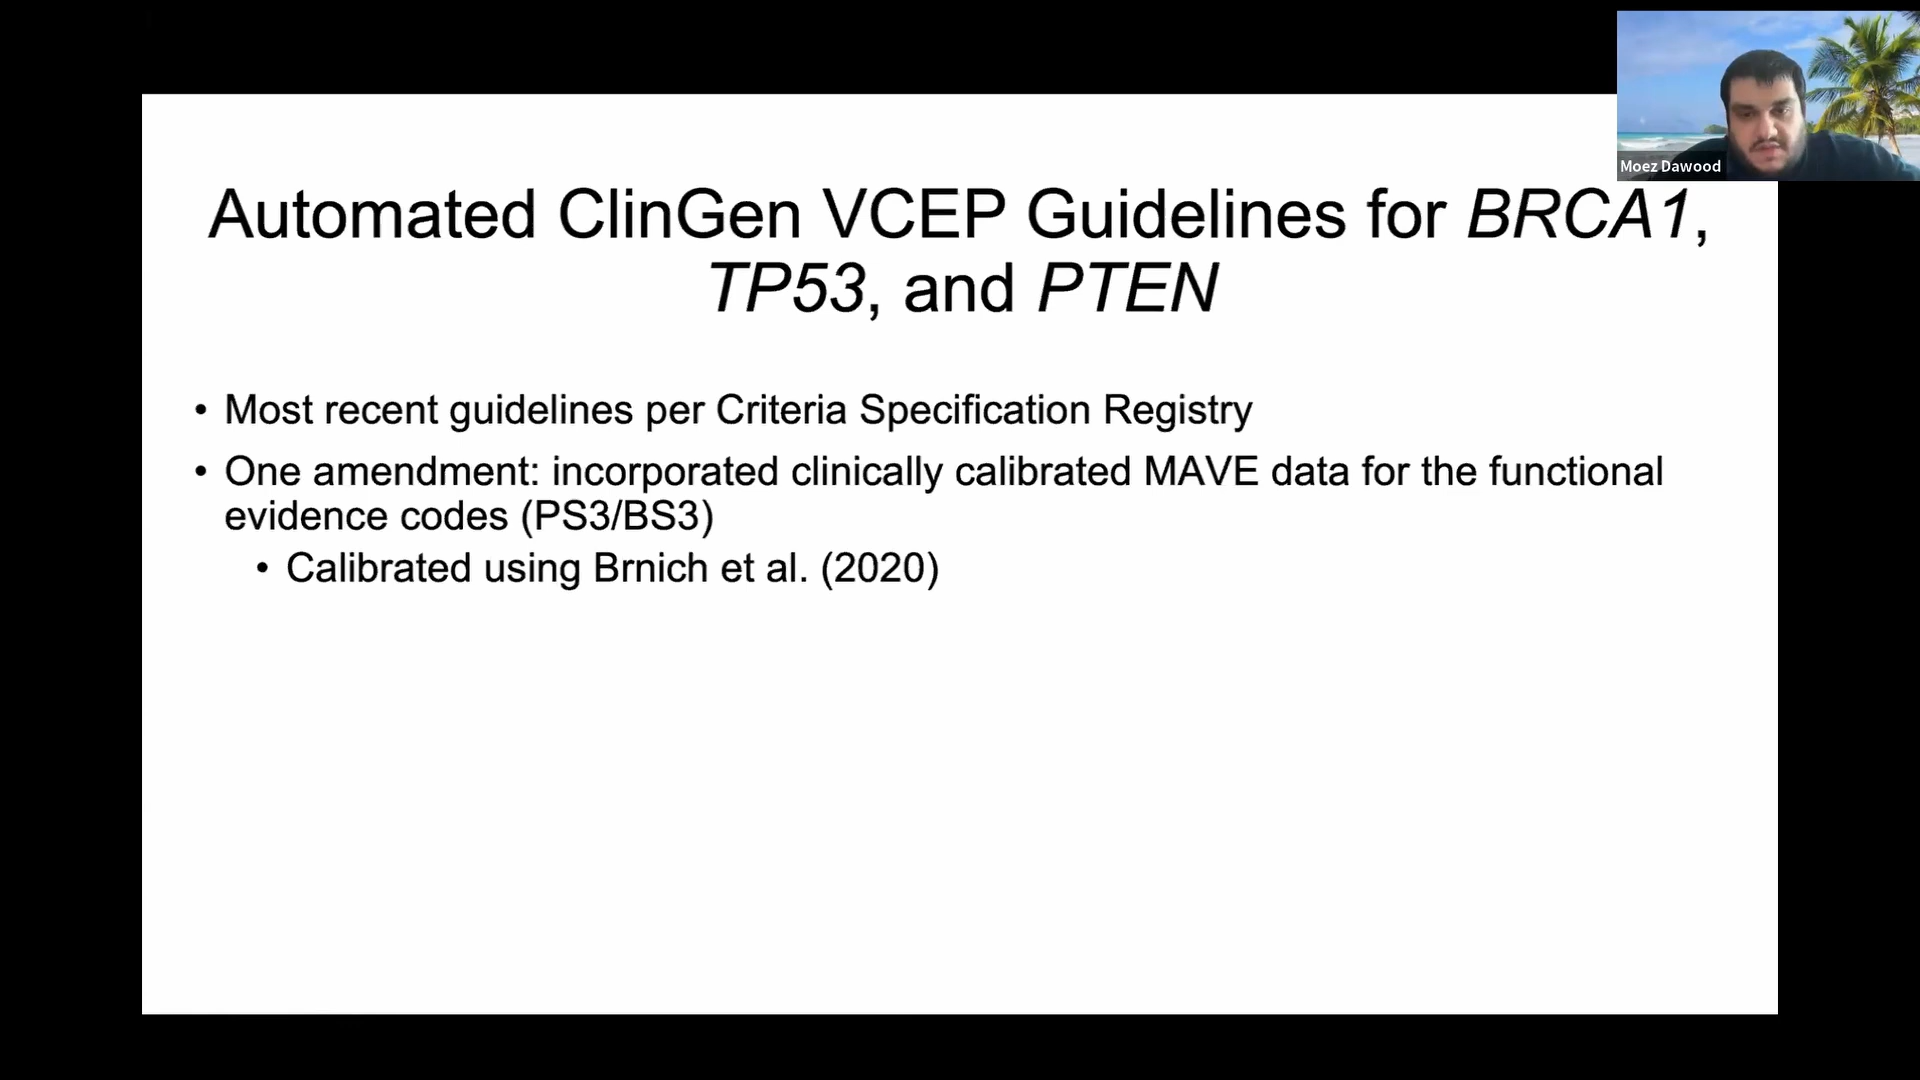 Moez Dawood
Automated ClinGen VCEP Guidelines for BRCA1,
TP53, and PTEN
• Most recent guidelines per Criteria Specification Registry
• One amendment: incorporated clinically calibrated MAVE data for the functional
evidence codes (PS3/BS3)
• Calibrated using Brnich et al. (2020)